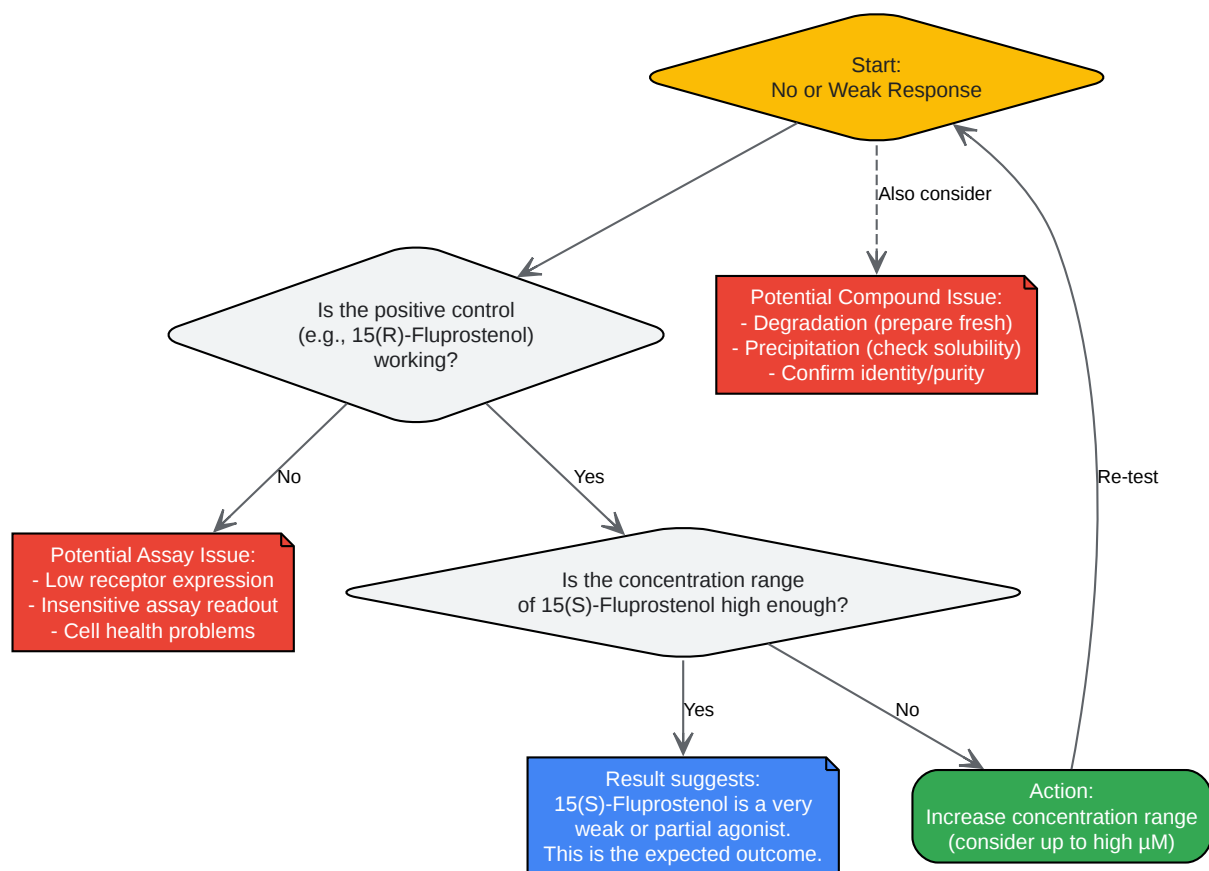 Start:
No or Weak Response
Also consider
Is the positive control
(e.g., 15(R)-Fluprostenol)
working?
Potential Compound Issue:
- Degradation (prepare fresh)
- Precipitation (check solubility)
- Confirm identity/purity
No
Yes
Re-test
Potential Assay Issue:
- Low receptor expression
- Insensitive assay readout
- Cell health problems
Is the concentration range
of 15(S)-Fluprostenol high enough?
Yes
No
Result suggests:
15(S)-Fluprostenol is a very
weak or partial agonist.
This is the expected outcome.
Action:
Increase concentration range
(consider up to high µM)